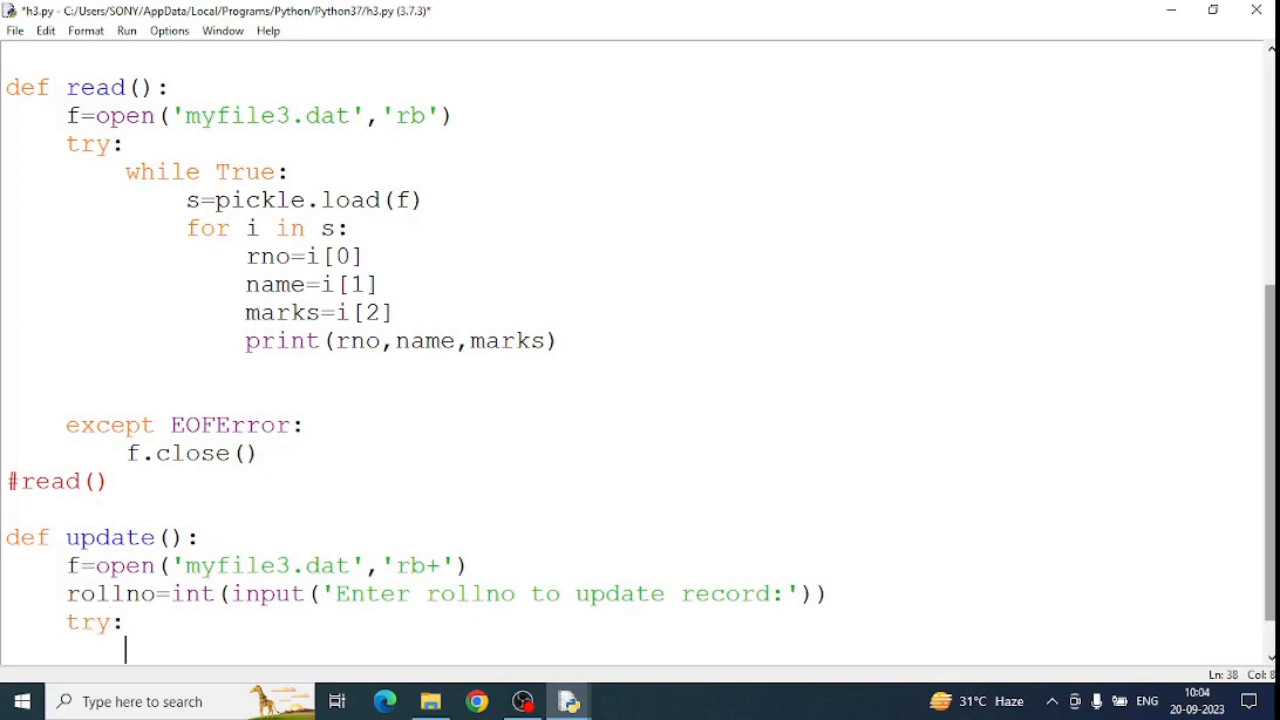 *h3.py - C:/Users/SONY/AppData/Local/Programs/Python/Python37/h3.py (3.7.3)*
File Edit Format Run Options Window Help
def read():
    f=open('myfile3.dat','rb')
    try:
        while True:
            s=pickle.load(f)
            for i in s:
                rno=i[0]
                name=i[1]
                marks=i[2]
                print(rno,name,marks)
    except EOFError:
        f.close()
#read()
def update():
    f=open('myfile3.dat','rb+')
    rollno=int(input('Enter rollno to update record:'))
    try:
Ln: 38 Col: 8
Type here to search
31°C Haze
ENG
10:04
20-09-2023